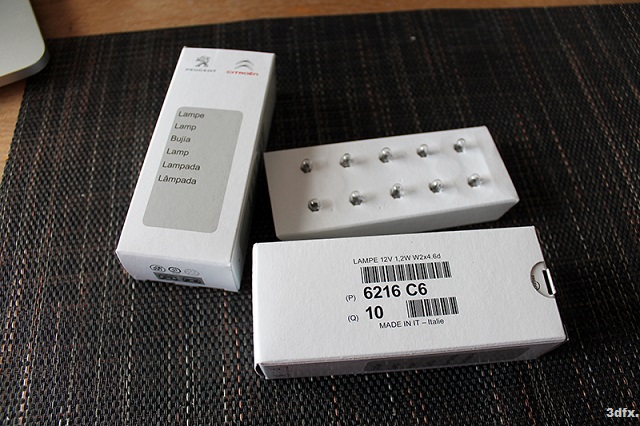 PEUGEOT CITROËN
Lampe
Lamp
Bujia
Lamp
Lampada
Lâmpada
LAMPE 12V 1,2W W2x4.6d
(P) 6216 C6
(Q) 10
MADE IN IT – Italie
3dfx.